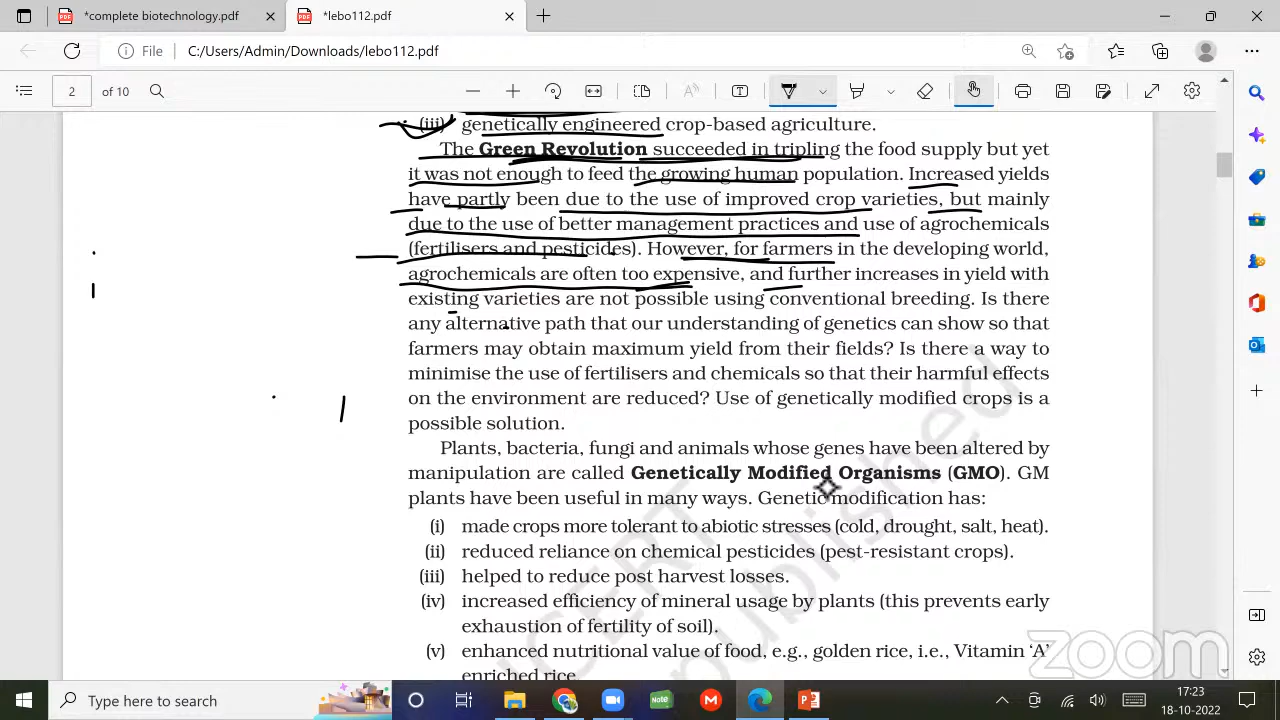 *complete biotechnology.pdf
*lebo112.pdf
File C:/Users/Admin/Downloads/lebo112.pdf
2 of 10
(iii) genetically engineered crop-based agriculture.
The Green Revolution succeeded in tripling the food supply but yet
it was not enough to feed the growing human population. Increased yields
have partly been due to the use of improved crop varieties, but mainly
due to the use of better management practices and use of agrochemicals
(fertilisers and pesticides). However, for farmers in the developing world,
agrochemicals are often too expensive, and further increases in yield with
existing varieties are not possible using conventional breeding. Is there
any alternative path that our understanding of genetics can show so that
farmers may obtain maximum yield from their fields? Is there a way to
minimise the use of fertilisers and chemicals so that their harmful effects
on the environment are reduced? Use of genetically modified crops is a
possible solution.
Plants, bacteria, fungi and animals whose genes have been altered by
manipulation are called Genetically Modified Organisms (GMO). GM
plants have been useful in many ways. Genetic modification has:
(i) made crops more tolerant to abiotic stresses (cold, drought, salt, heat).
(ii) reduced reliance on chemical pesticides (pest-resistant crops).
(iii) helped to reduce post harvest losses.
(iv) increased efficiency of mineral usage by plants (this prevents early
exhaustion of fertility of soil).
(v) enhanced nutritional value of food, e.g., golden rice, i.e., Vitamin ‘A’
enriched rice.
published
zoom
Type here to search
Note
17:23
18-10-2022